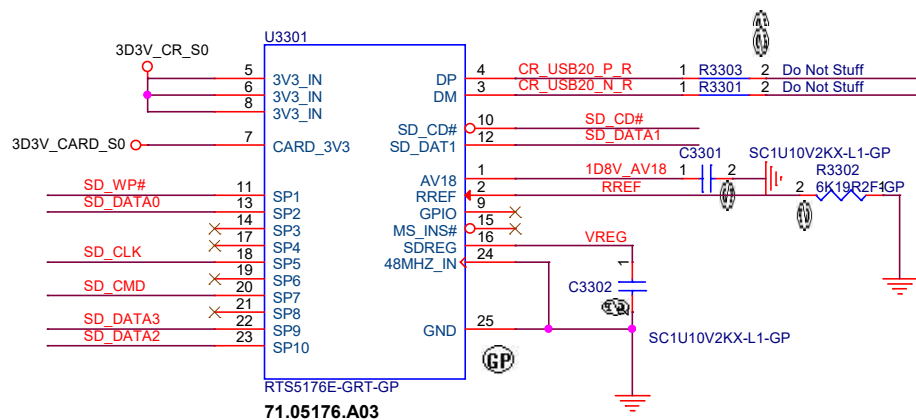 U3301
3D3V_CR_S0
5 3V3_IN
6 3V3_IN
8 3V3_IN
3D3V_CARD_S0 7 CARD_3V3
SD_WP# 11 SP1
SD_DATA0 13 SP2
14 SP3
17 SP4
SD_CLK 18 SP5
19 SP6
SD_CMD 20 SP7
21 SP8
SD_DATA3 22 SP9
SD_DATA2 23 SP10
DP 4 CR_USB20_P_R 1 R3303 2 Do Not Stuff
DM 3 CR_USB20_N_R 1 R3301 2 Do Not Stuff
SD_CD# 10 SD_CD#
SD_DAT1 12 SD_DATA1
AV18 1 1D8V_AV18 1 C3301 2 SC1U10V2KX-L1-GP
RREF 2 RREF 2 R3302 1
6K19R2F-GP
GPIO 9
MS_INS# 15
SDREG 16 VREG
48MHZ_IN 24
1 C3302 2
SC1U10V2KX-L1-GP
GND 25
GP
RTS5176E-GRT-GP
71.05176.A03